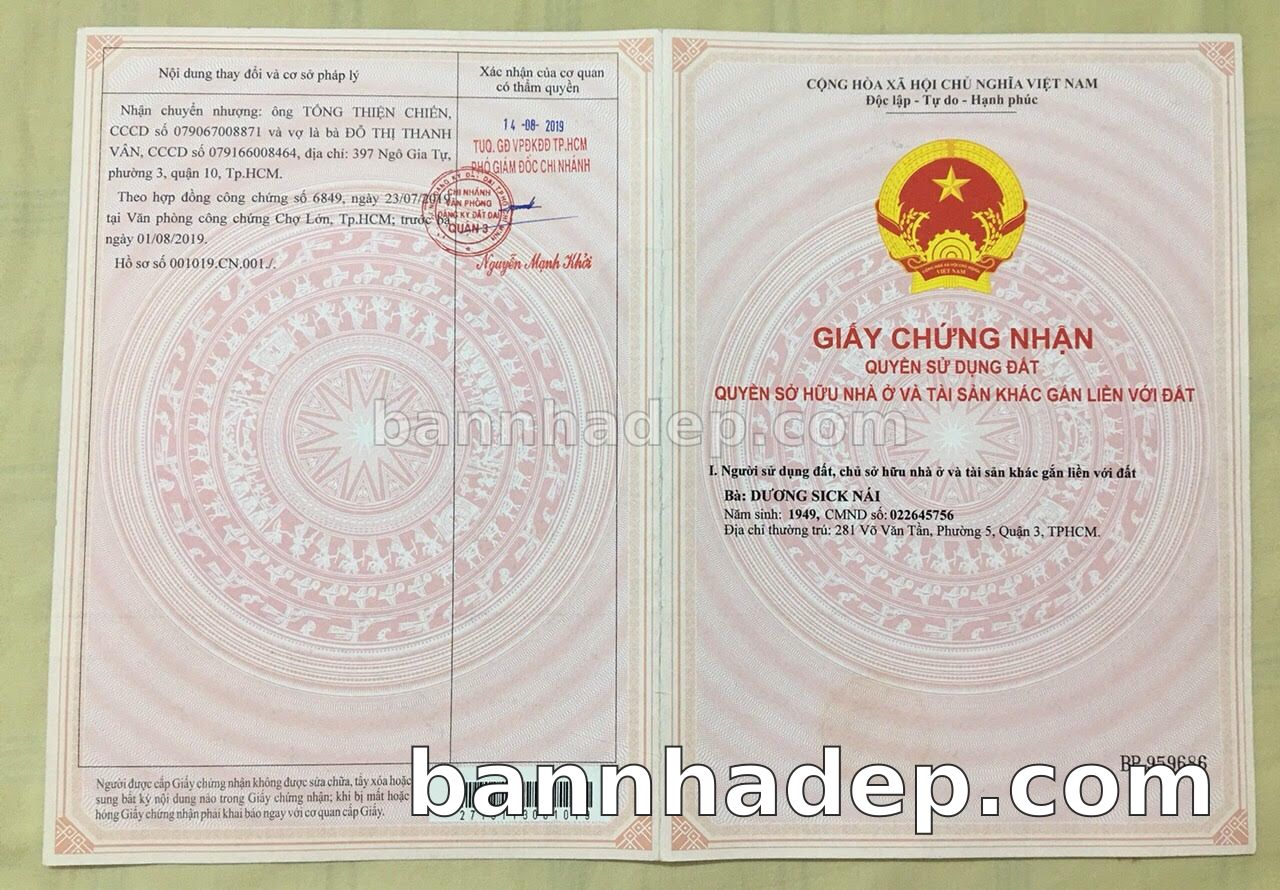 Nội dung thay đổi và cơ sở pháp lý
Xác nhận của cơ quan
có thẩm quyền
Nhận chuyển nhượng: ông TỐNG THIỆN CHIẾN,
CCCD số 079067008871 và vợ là bà ĐỖ THỊ THANH
VÂN, CCCD số 079166008464, địa chỉ: 397 Ngô Gia Tự,
phường 3, quận 10, Tp.HCM.
Theo hợp đồng công chứng số 6849, ngày 23/07/2019
tại Văn phòng công chứng Chợ Lớn, Tp.HCM; trước bạ
ngày 01/08/2019.
Hồ sơ số 001019.CN.001./.
14 -08- 2019
TUQ. GĐ VPĐKĐĐ TP.HCM
PHÓ GIÁM ĐỐC CHI NHÁNH
CHI NHÁNH
VĂN PHÒNG
ĐĂNG KÝ ĐẤT ĐAI
QUẬN 3
Nguyễn Mạnh Khởi
Người được cấp Giấy chứng nhận không được sửa chữa, tẩy xóa hoặc
sung bất kỳ nội dung nào trong Giấy chứng nhận; khi bị mất hoặc
hỏng Giấy chứng nhận phải khai báo ngay với cơ quan cấp Giấy.
CỘNG HÒA XÃ HỘI CHỦ NGHĨA VIỆT NAM
Độc lập - Tự do - Hạnh phúc
CỘNG HÒA XÃ HỘI CHỦ NGHĨA
VIỆT NAM
GIẤY CHỨNG NHẬN
QUYỀN SỬ DỤNG ĐẤT
QUYỀN SỞ HỮU NHÀ Ở VÀ TÀI SẢN KHÁC GẮN LIỀN VỚI ĐẤT
bannhadep.com
I. Người sử dụng đất, chủ sở hữu nhà ở và tài sản khác gắn liền với đất
Bà: DƯƠNG SICK NÁI
Năm sinh: 1949, CMND số: 022645756
Địa chỉ thường trú: 281 Võ Văn Tần, Phường 5, Quận 3, TPHCM.
BP 959686
bannhadep.com